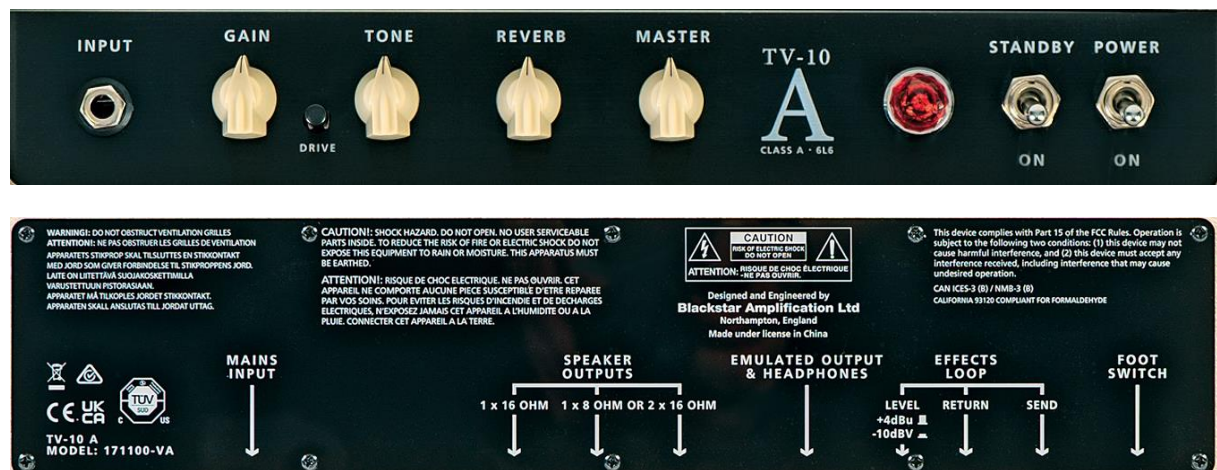 INPUT
GAIN
DRIVE
TONE
REVERB
MASTER
TV-10
A
CLASS A · 6L6
STANDBY POWER
ON ON
WARNING!: DO NOT OBSTRUCT VENTILATION GRILLES
ATTENTION!: NE PAS OBSTRUER LES GRILLES DE VENTILATION
APPARATETS STIKPROP SKAL TILSLUTTES EN STIKKONTAKT
MED JORD SOM GIVER FORBINDELSE TIL STIKPROPPENS JORD.
LAITE ON LITETTÄVÄ SUOJAKOSKETTIMILLA
VARUSTETTUUN PISTORASIAAN.
APPARATET MÅ TILKOPLES JORDET STIKKONTAKT.
APPARATEN SKALL ANSLUTAS TILL JORDAT UTTAG.
CAUTION!: SHOCK HAZARD. DO NOT OPEN. NO USER SERVICEABLE
PARTS INSIDE. TO REDUCE THE RISK OF FIRE OR ELECTRIC SHOCK DO NOT
EXPOSE THIS EQUIPMENT TO RAIN OR MOISTURE. THIS APPARATUS MUST
BE EARTHED.
ATTENTION!: RISQUE DE CHOC ELECTRIQUE. NE PAS OUVRIR. CET
APPAREIL NE COMPORTE AUCUNE PIECE SUSCEPTIBLE D'ETRE REPAREE
PAR VOS SOINS. POUR EVITER LES RISQUES D'INCENDIE ET DE DECHARGES
ELECTRIQUES, N'EXPOSEZ JAMAIS CET APPAREIL A L'HUMIDITE OU A LA
PLUIE. CONNECTER CET APPAREIL A LA TERRE.
CAUTION
RISK OF ELECTRIC SHOCK
DO NOT OPEN
ATTENTION: RISQUE DE CHOC ÉLECTRIQUE
-NE PAS OUVRIR.
Designed and Engineered by
Blackstar Amplification Ltd
Northampton, England
Made under license in China
This device complies with Part 15 of the FCC Rules. Operation is
subject to the following two conditions: (1) this device may not
cause harmful interference, and (2) this device must accept any
interference received, including interference that may cause
undesired operation.
CAN ICES-3 (B) / NMB-3 (B)
CALIFORNIA 93120 COMPLIANT FOR FORMALDEHYDE
CE UK CA
TÜV
SUD
C US
TV-10 A
MODEL: 171100-VA
MAINS
INPUT
SPEAKER
OUTPUTS
1 x 16 OHM 1 x 8 OHM OR 2 x 16 OHM
EMULATED OUTPUT
& HEADPHONES
EFFECTS
LOOP
LEVEL RETURN SEND
+4dBu
-10dBV
FOOT
SWITCH